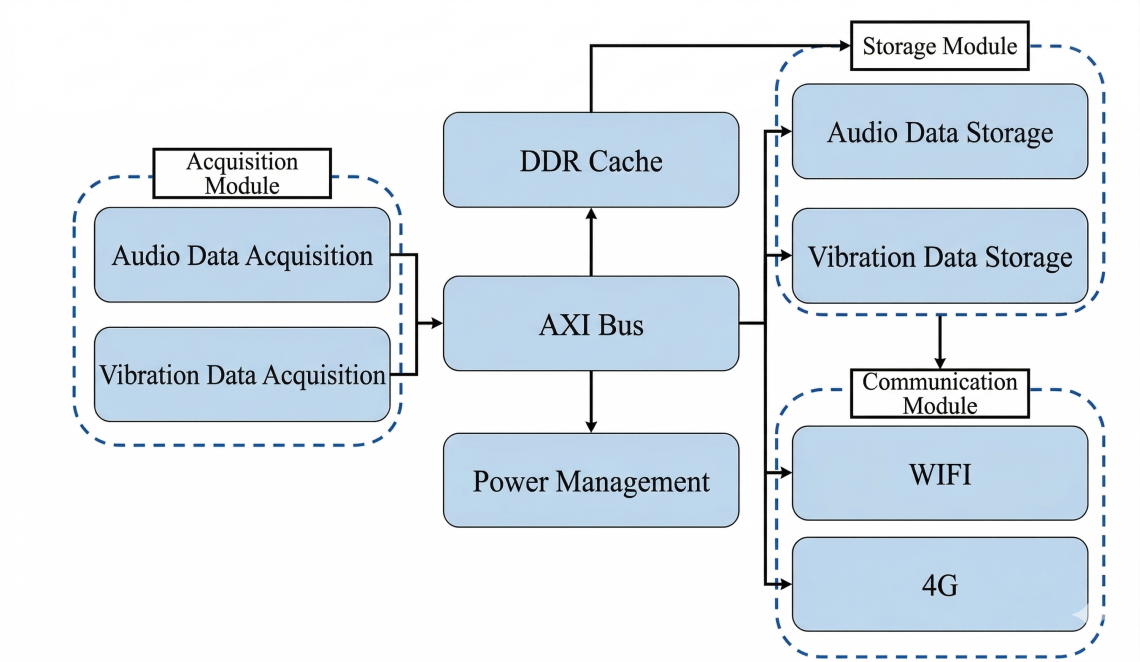 Storage Module
Audio Data Storage
DDR Cache
Acquisition
Module
Audio Data Acquisition
Vibration Data Storage
AXI Bus
Vibration Data Acquisition
Communication
Module
WIFI
Power Management
4G